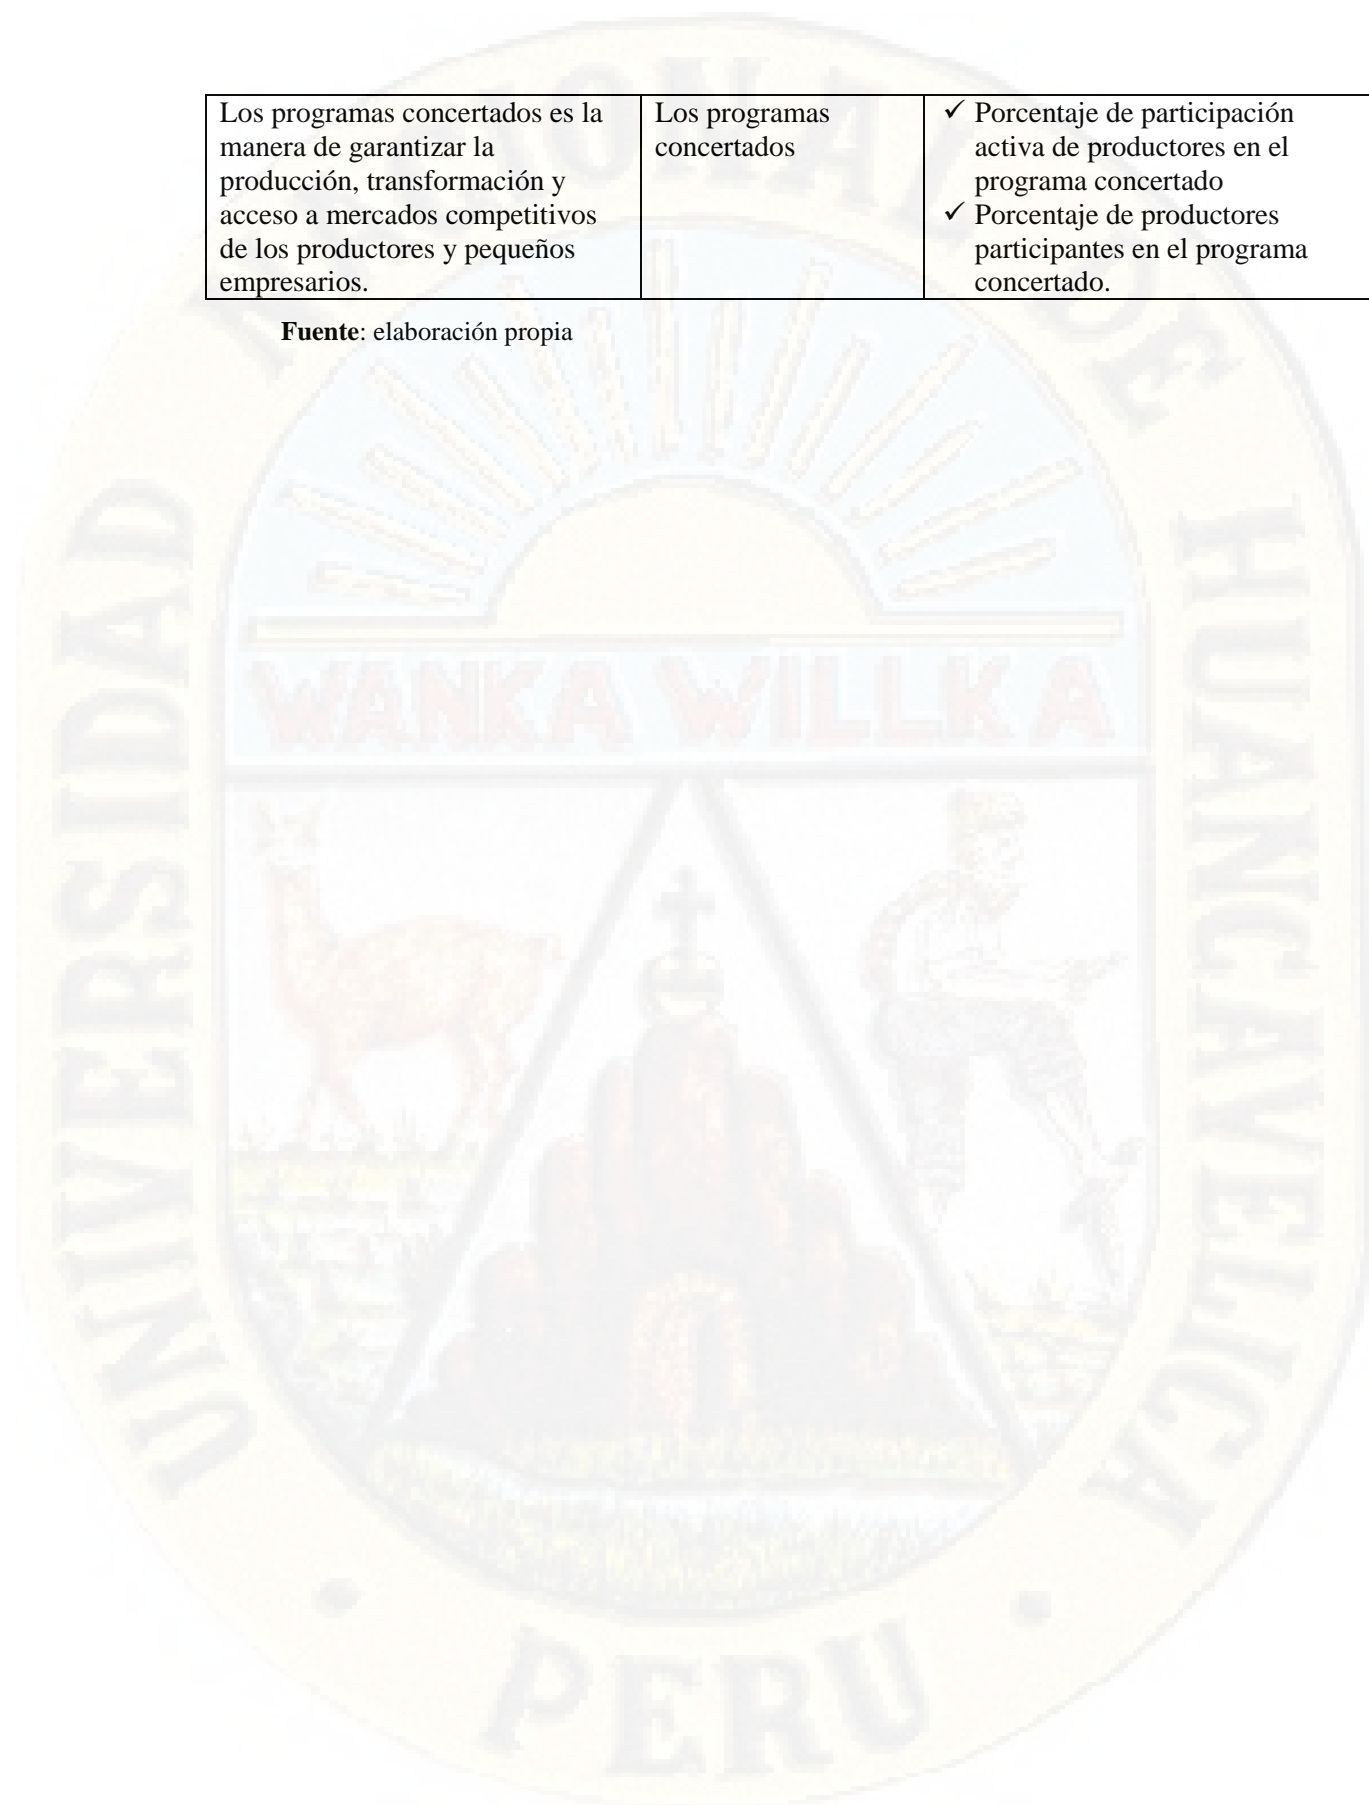 Los programas concertados es la
manera de garantizar la
producción, transformación y
acceso a mercados competitivos
de los productores y pequeños
empresarios.
Los programas
concertados
✓ Porcentaje de participación
activa de productores en el
programa concertado
✓ Porcentaje de productores
participantes en el programa
concertado.
Fuente: elaboración propia
UNIVERSIDAD NACIONAL DE HUANCAVELICA
WANKA WILLKA
PERU